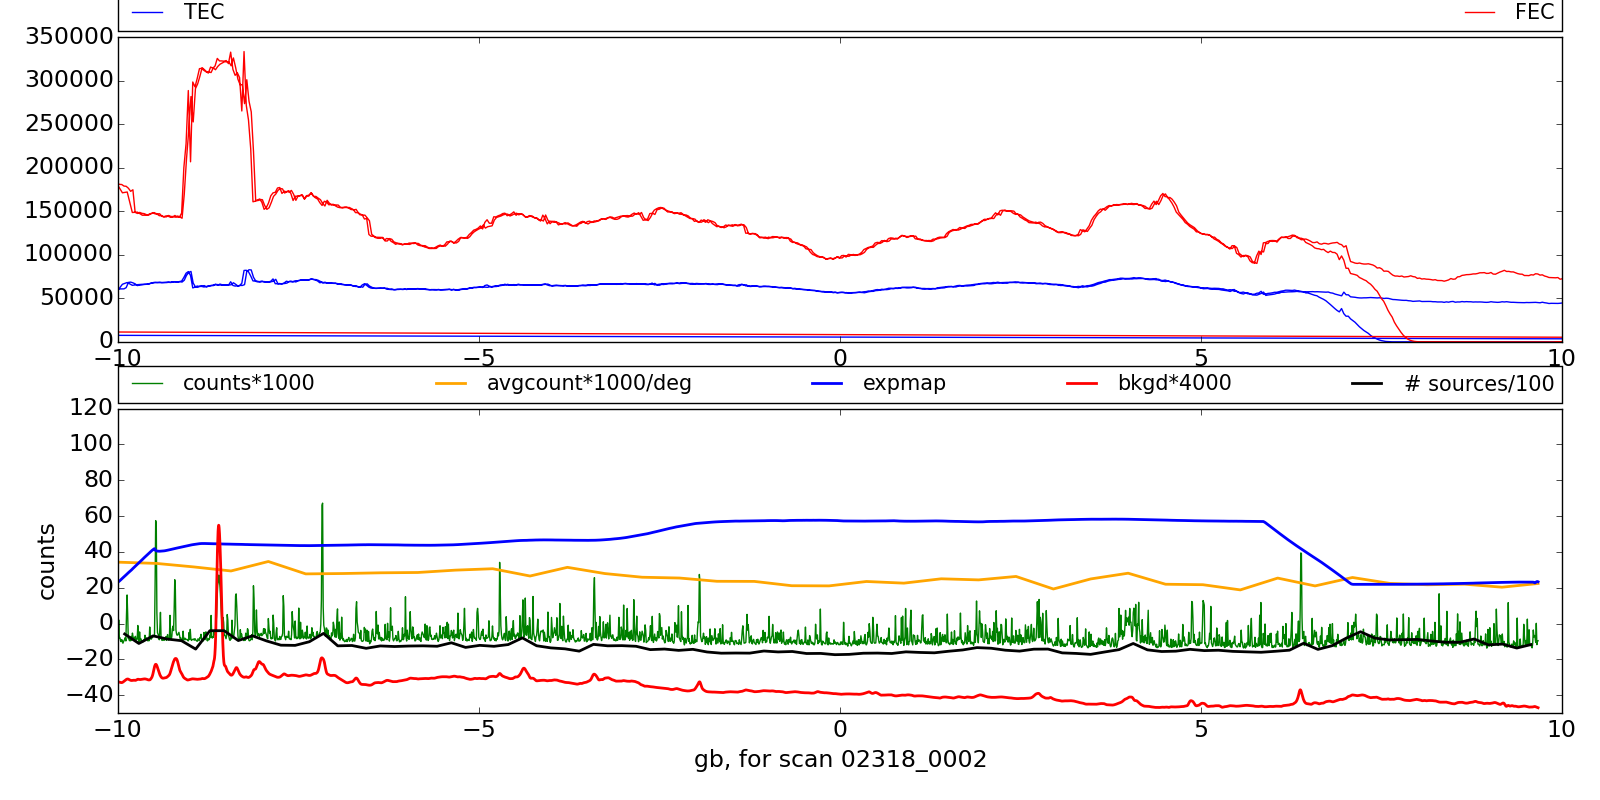 TEC FEC
350000
300000
250000
200000
150000
100000
50000
0
−10 −5 0 5 10
counts*1000 avgcount*1000/deg expmap bkgd*4000 # sources/100
120
100
80
60
40
20
0
−20
−40
counts
−10 −5 0 5 10
gb, for scan 02318_0002